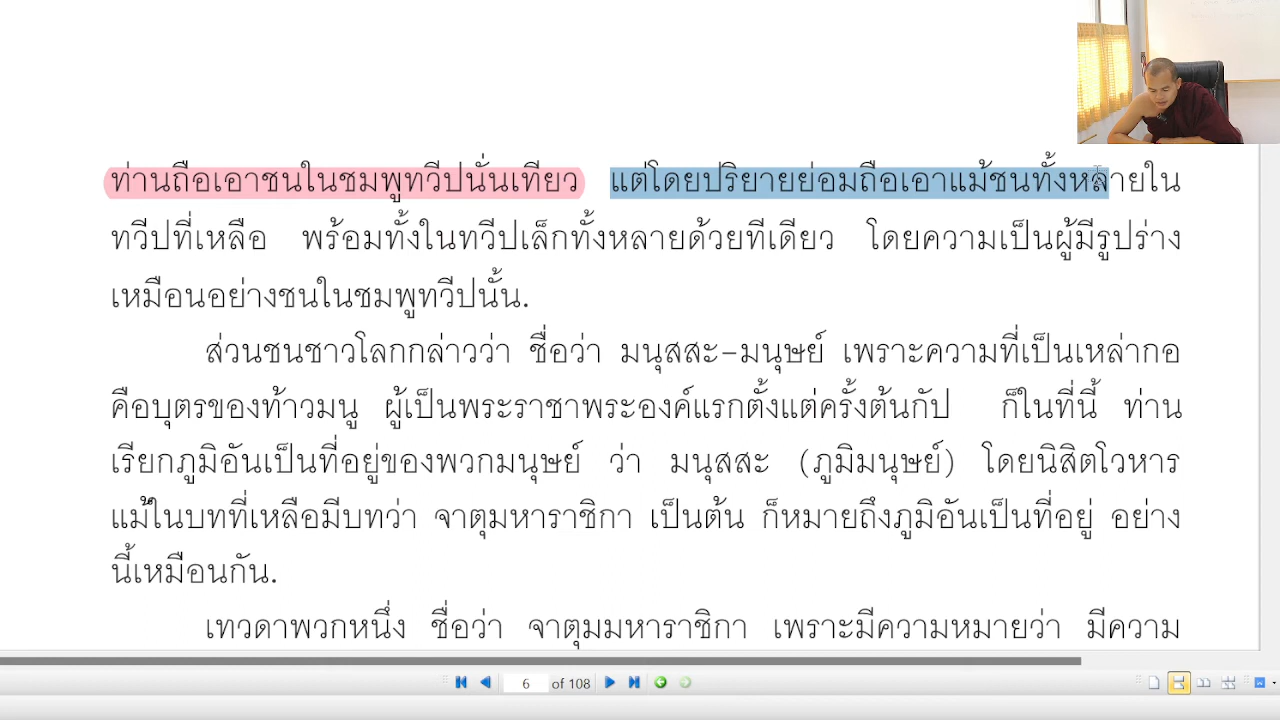 ท่านถือเอาชนในชมพูทวีปนั่นเทียว แต่โดยปริยายย่อมถือเอาแม้ชนทั้งหลายใน
ทวีปที่เหลือ พร้อมทั้งในทวีปเล็กทั้งหลายด้วยทีเดียว โดยความเป็นผู้มีรูปร่าง
เหมือนอย่างชนในชมพูทวีปนั้น.
ส่วนชนชาวโลกกล่าวว่า ชื่อว่า มนุสสะ-มนุษย์ เพราะความที่เป็นเหล่ากอ
คือบุตรของท้าวมนู ผู้เป็นพระราชาพระองค์แรกตั้งแต่ครั้งต้นกัป ก็ในที่นี้ ท่าน
เรียกภูมิอันเป็นที่อยู่ของพวกมนุษย์ ว่า มนุสสะ (ภูมิมนุษย์) โดยนิสิตโวหาร
แม้ในบทที่เหลือมีบทว่า จาตุมหาราชิกา เป็นต้น ก็หมายถึงภูมิอันเป็นที่อยู่ อย่าง
นี้เหมือนกัน.
เทวดาพวกหนึ่ง ชื่อว่า จาตุมมหาราชิกา เพราะมีความหมายว่า มีความ
6 of 108